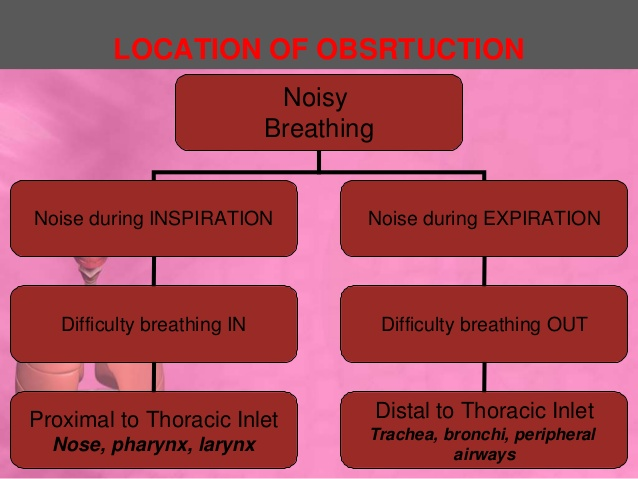 LOCATION OF OBSRTUCTION
Noisy
Breathing
Noise during INSPIRATION
Noise during EXPIRATION
Difficulty breathing IN
Difficulty breathing OUT
Proximal to Thoracic Inlet
Nose, pharynx, larynx
Distal to Thoracic Inlet
Trachea, bronchi, peripheral
airways